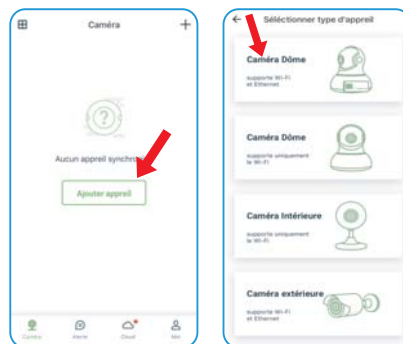 Caméra
Aucun appreil synchro
Ajouter appreil
Caméra
Alerte
Cloud
Moi
Séléctionner type d'appreil
Caméra Dôme
supporte Wi-Fi
et Ethernet
Caméra Dôme
supporte uniquement
le Wi-Fi
Caméra Intérieure
supporte uniquement
le Wi-Fi
Caméra extérieure
supporte Wi-Fi
et Ethernet